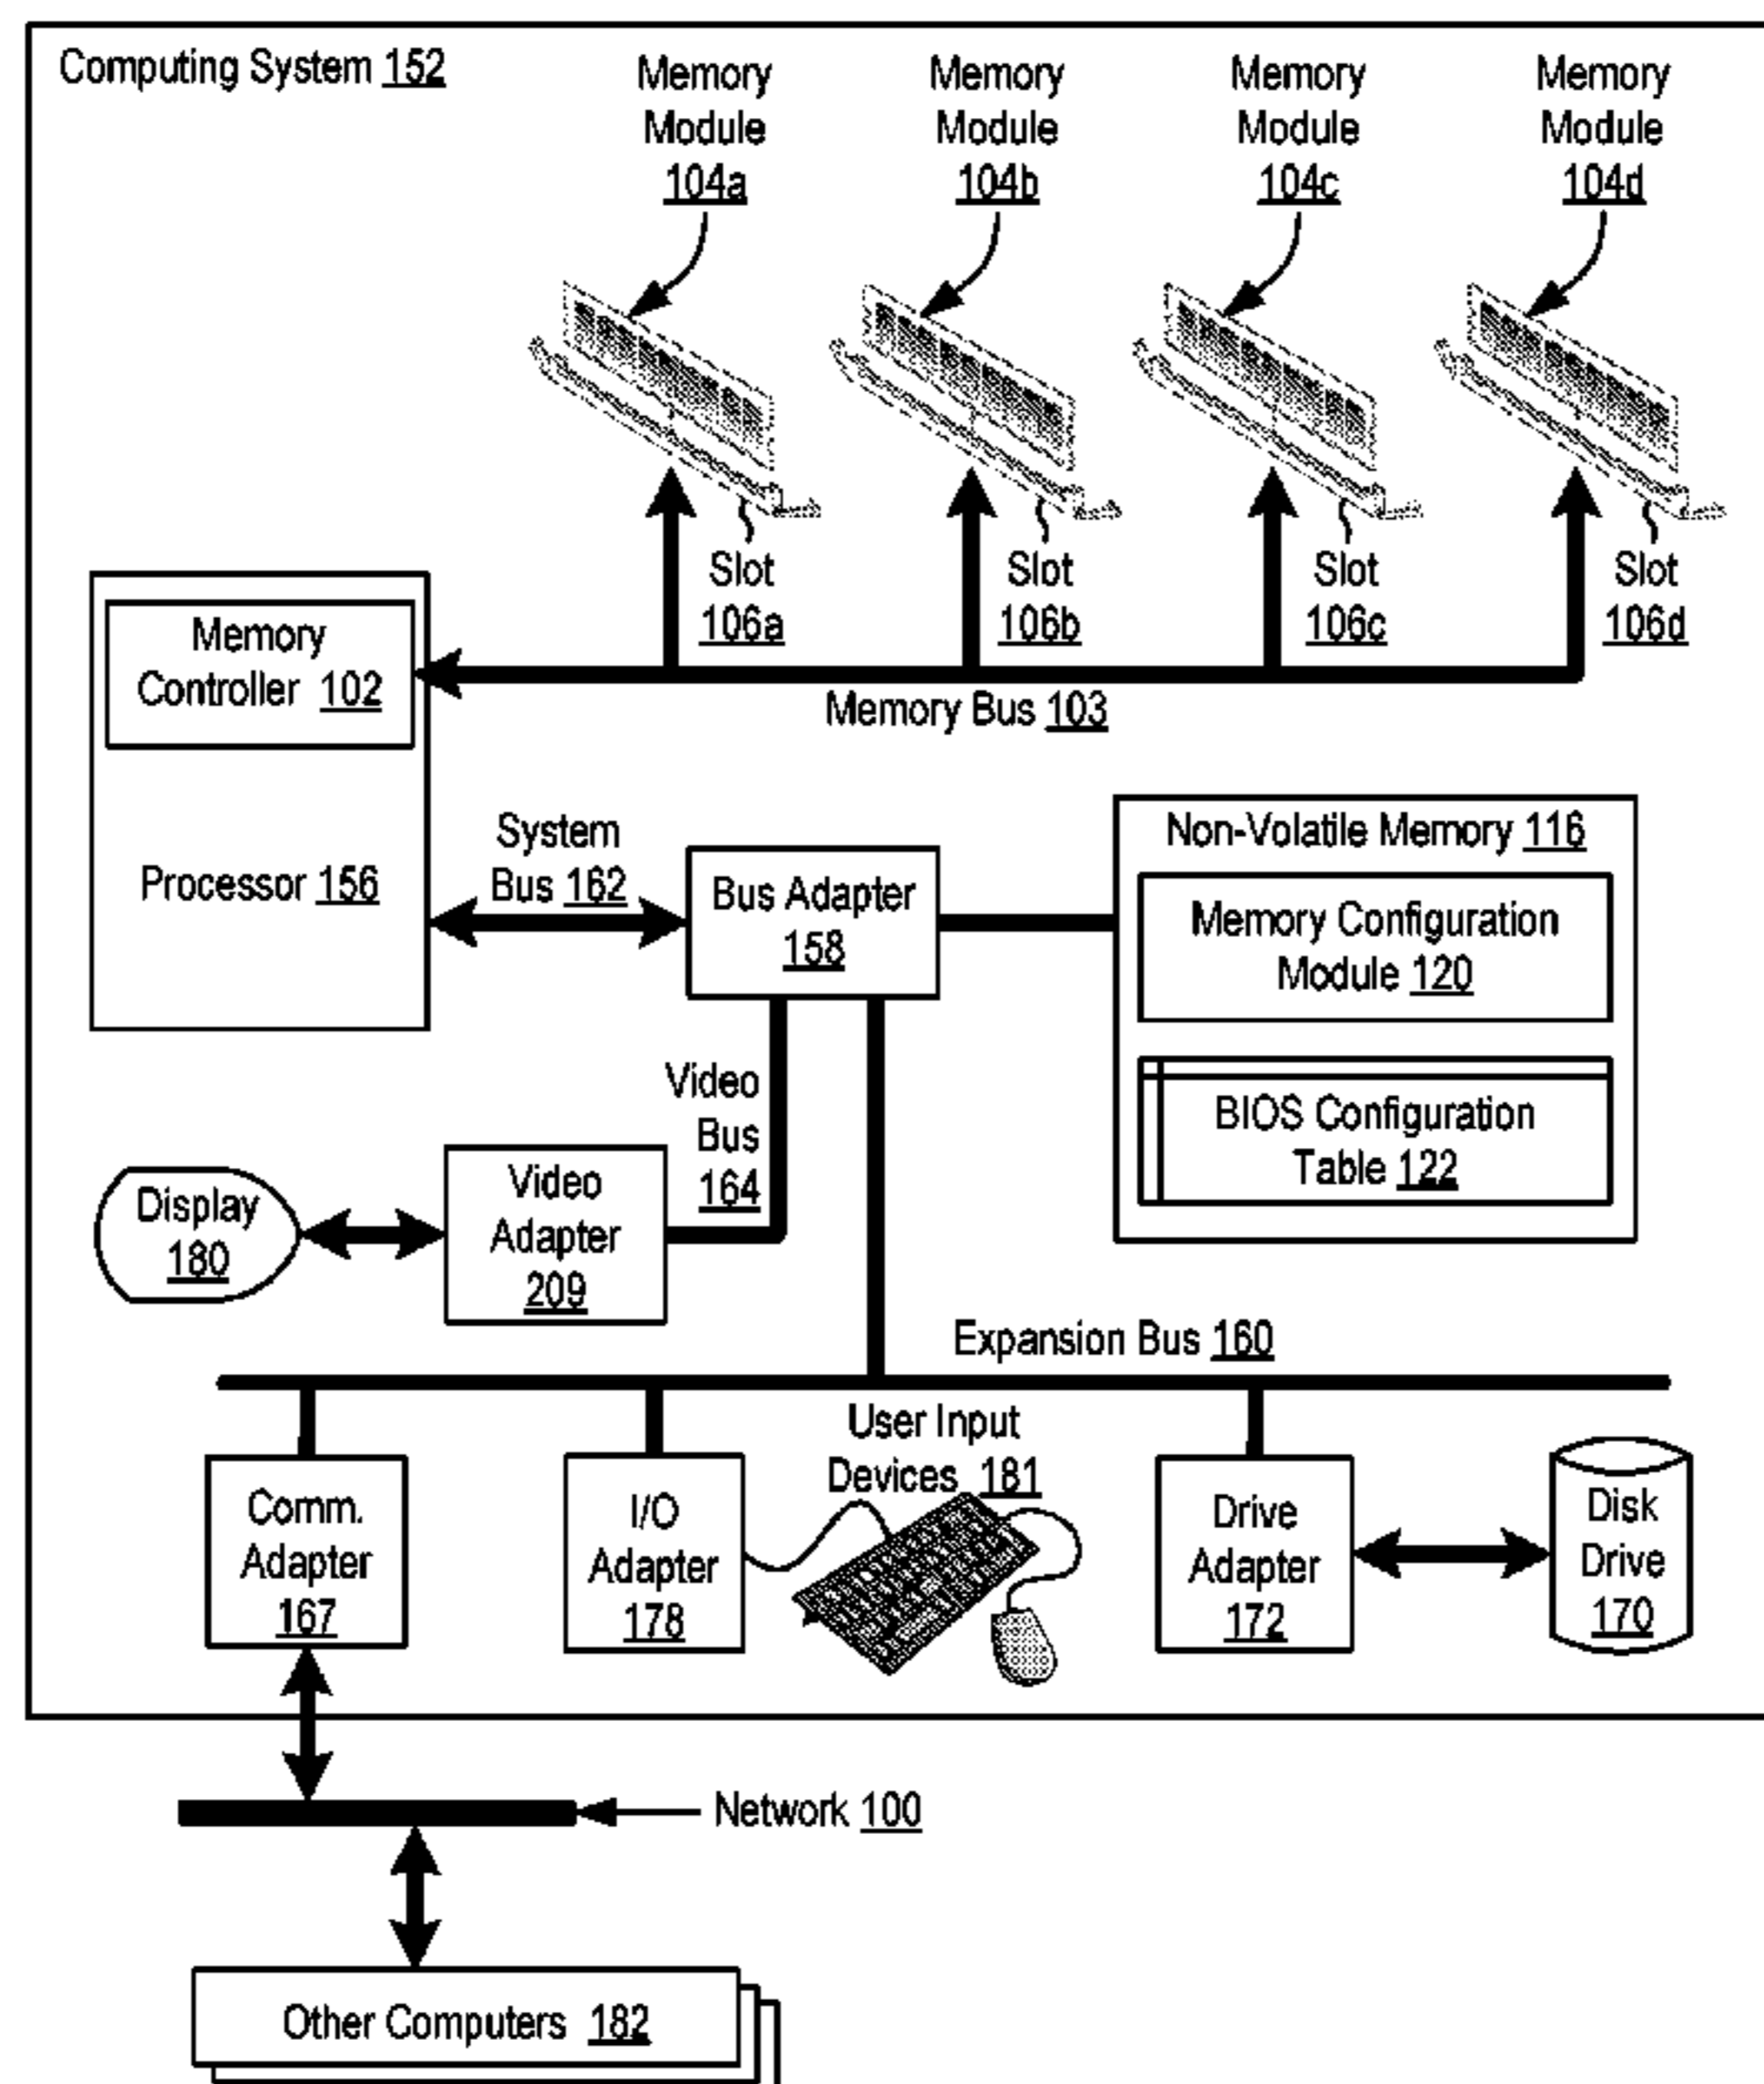 Computing System 152
Memory
Module
104a
Memory
Module
104b
Memory
Module
104c
Memory
Module
104d
Slot
106a
Slot
106b
Slot
106c
Slot
106d
Memory
Controller 102
Memory Bus 103
Processor 156
System
Bus 162
Bus Adapter
158
Non-Volatile Memory 116
Memory Configuration
Module 120
BIOS Configuration
Table 122
Video
Bus
164
Display
180
Video
Adapter
209
Expansion Bus 160
Comm.
Adapter
167
I/O
Adapter
178
User Input
Devices 181
Drive
Adapter
172
Disk
Drive
170
Network 100
Other Computers 182